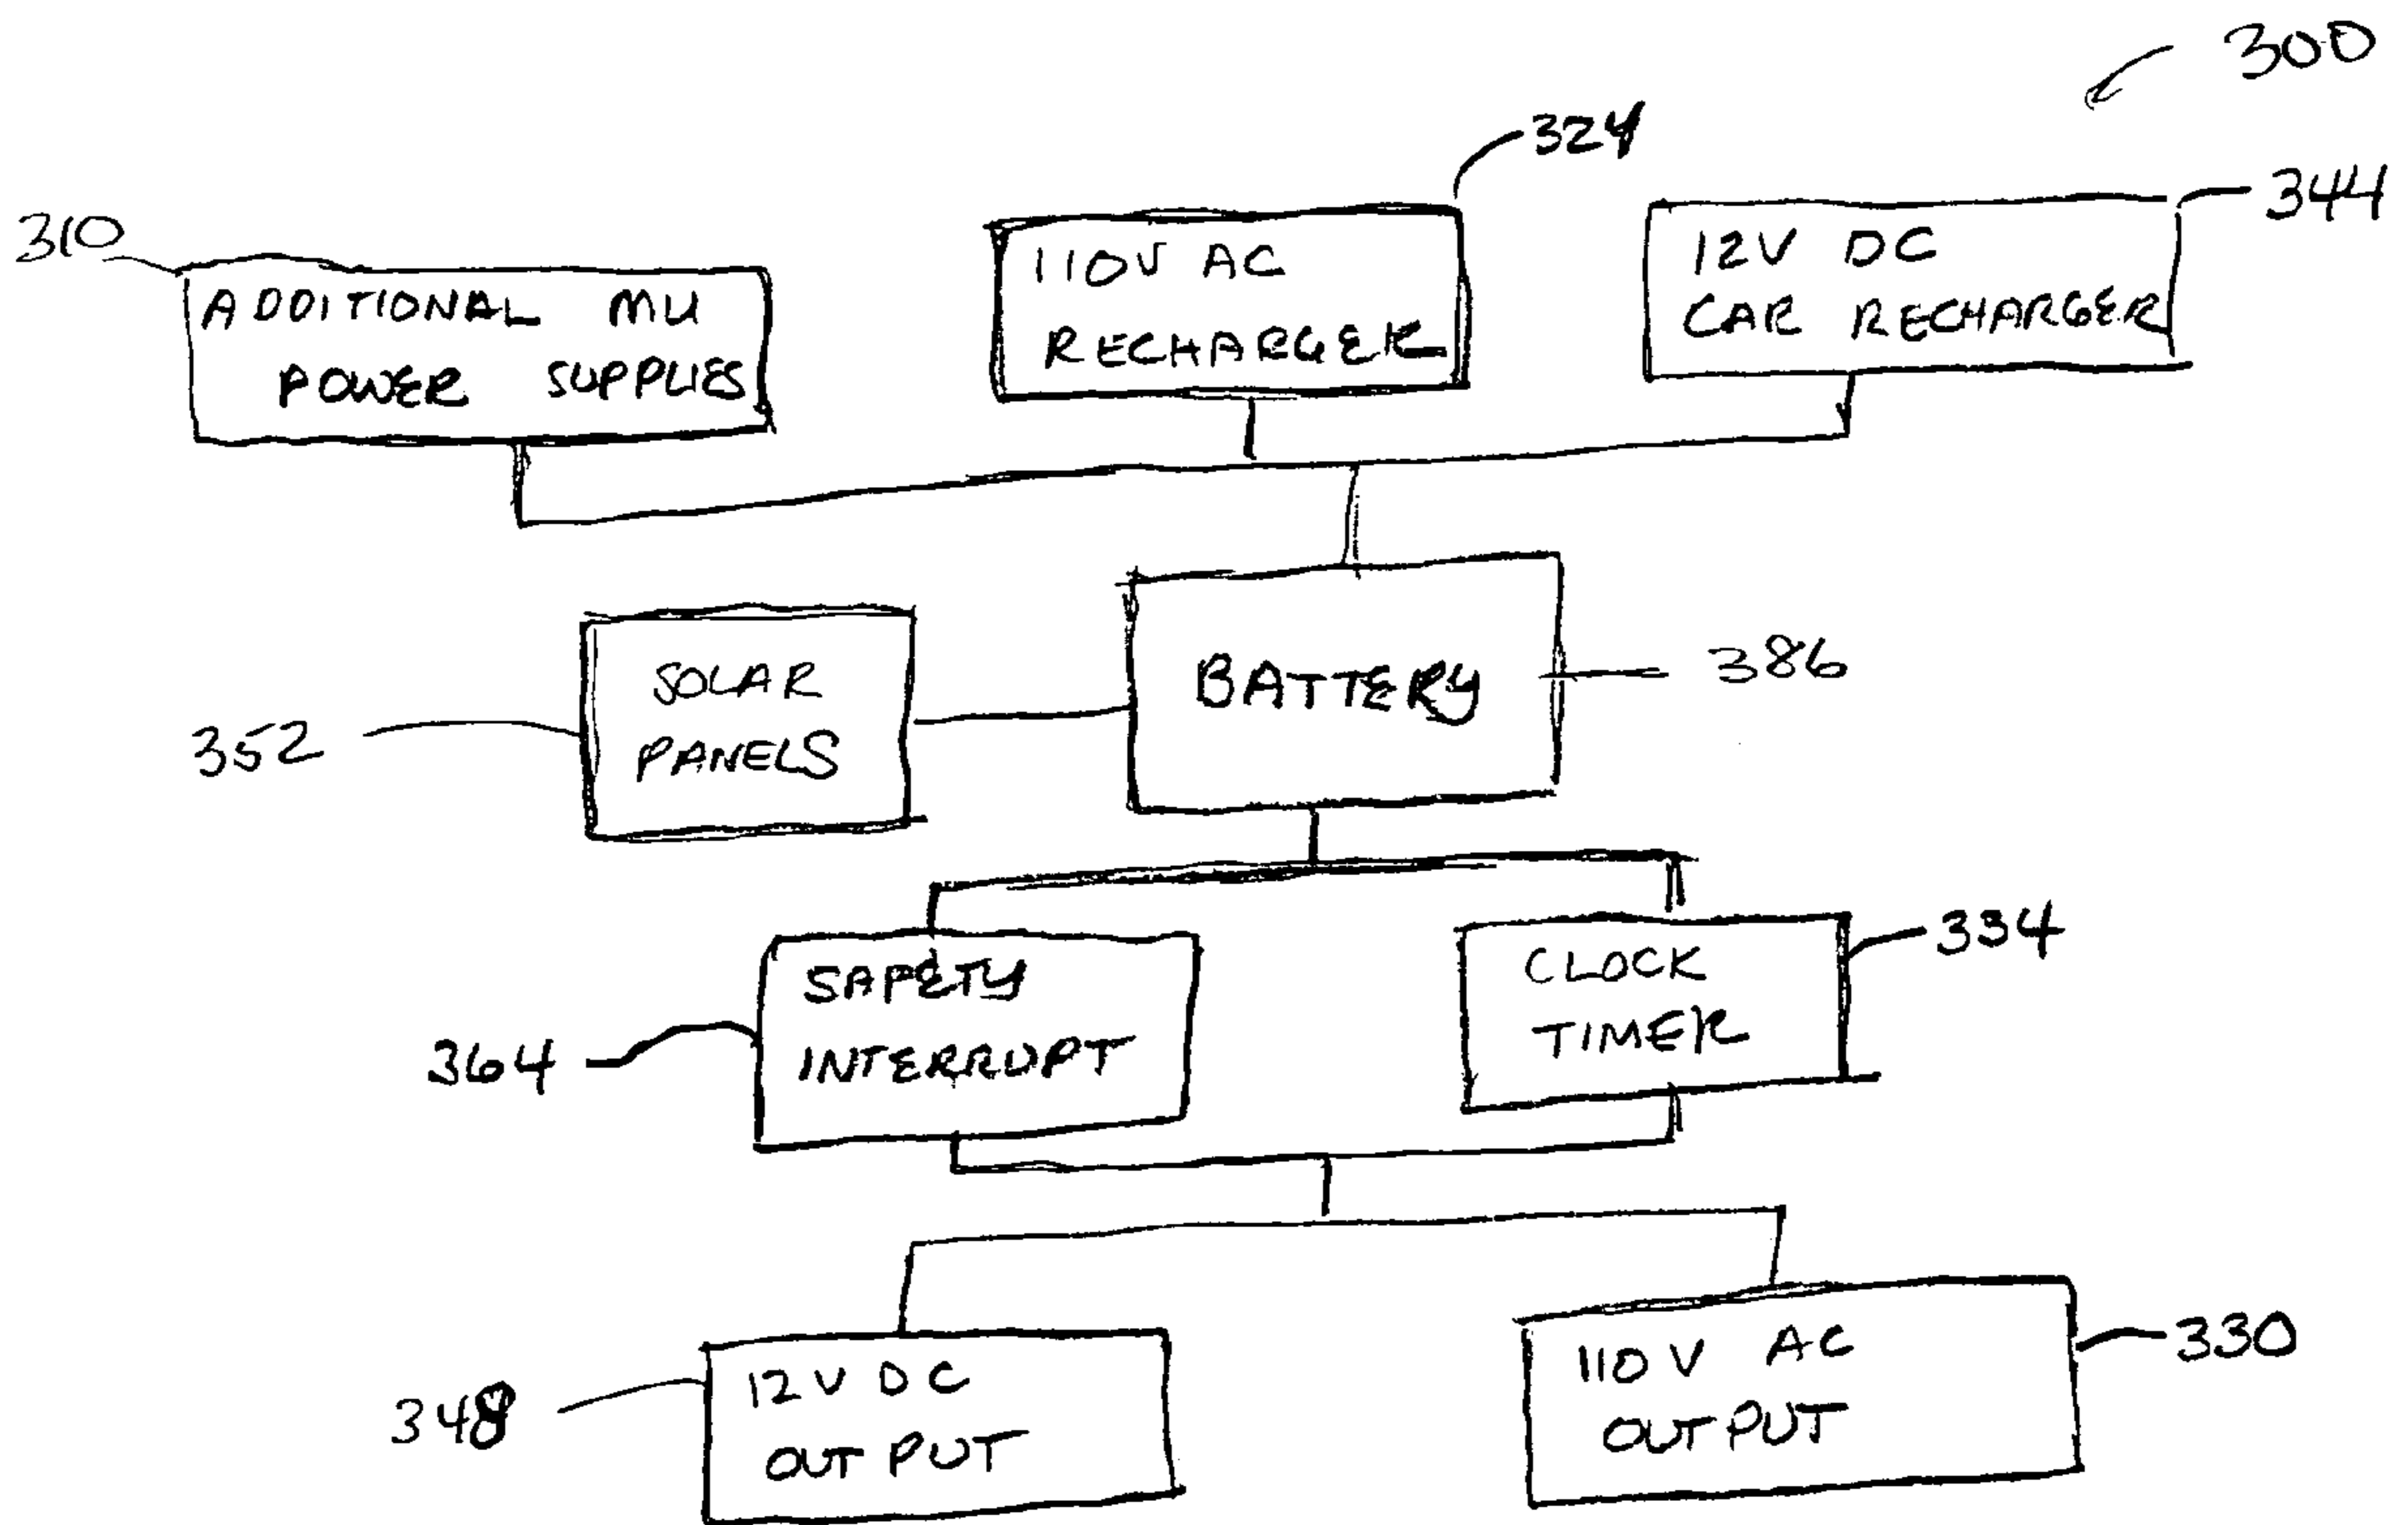 300
324
344
310
ADDITIONAL MU
POWER SUPPLIES
110V AC
RECHARGER
12V DC
CAR RECHARGER
SOLAR
PANELS
352
BATTERY
386
SAFETY
INTERRUPT
364
CLOCK
TIMER
334
12V DC
OUTPUT
348
110V AC
OUTPUT
330